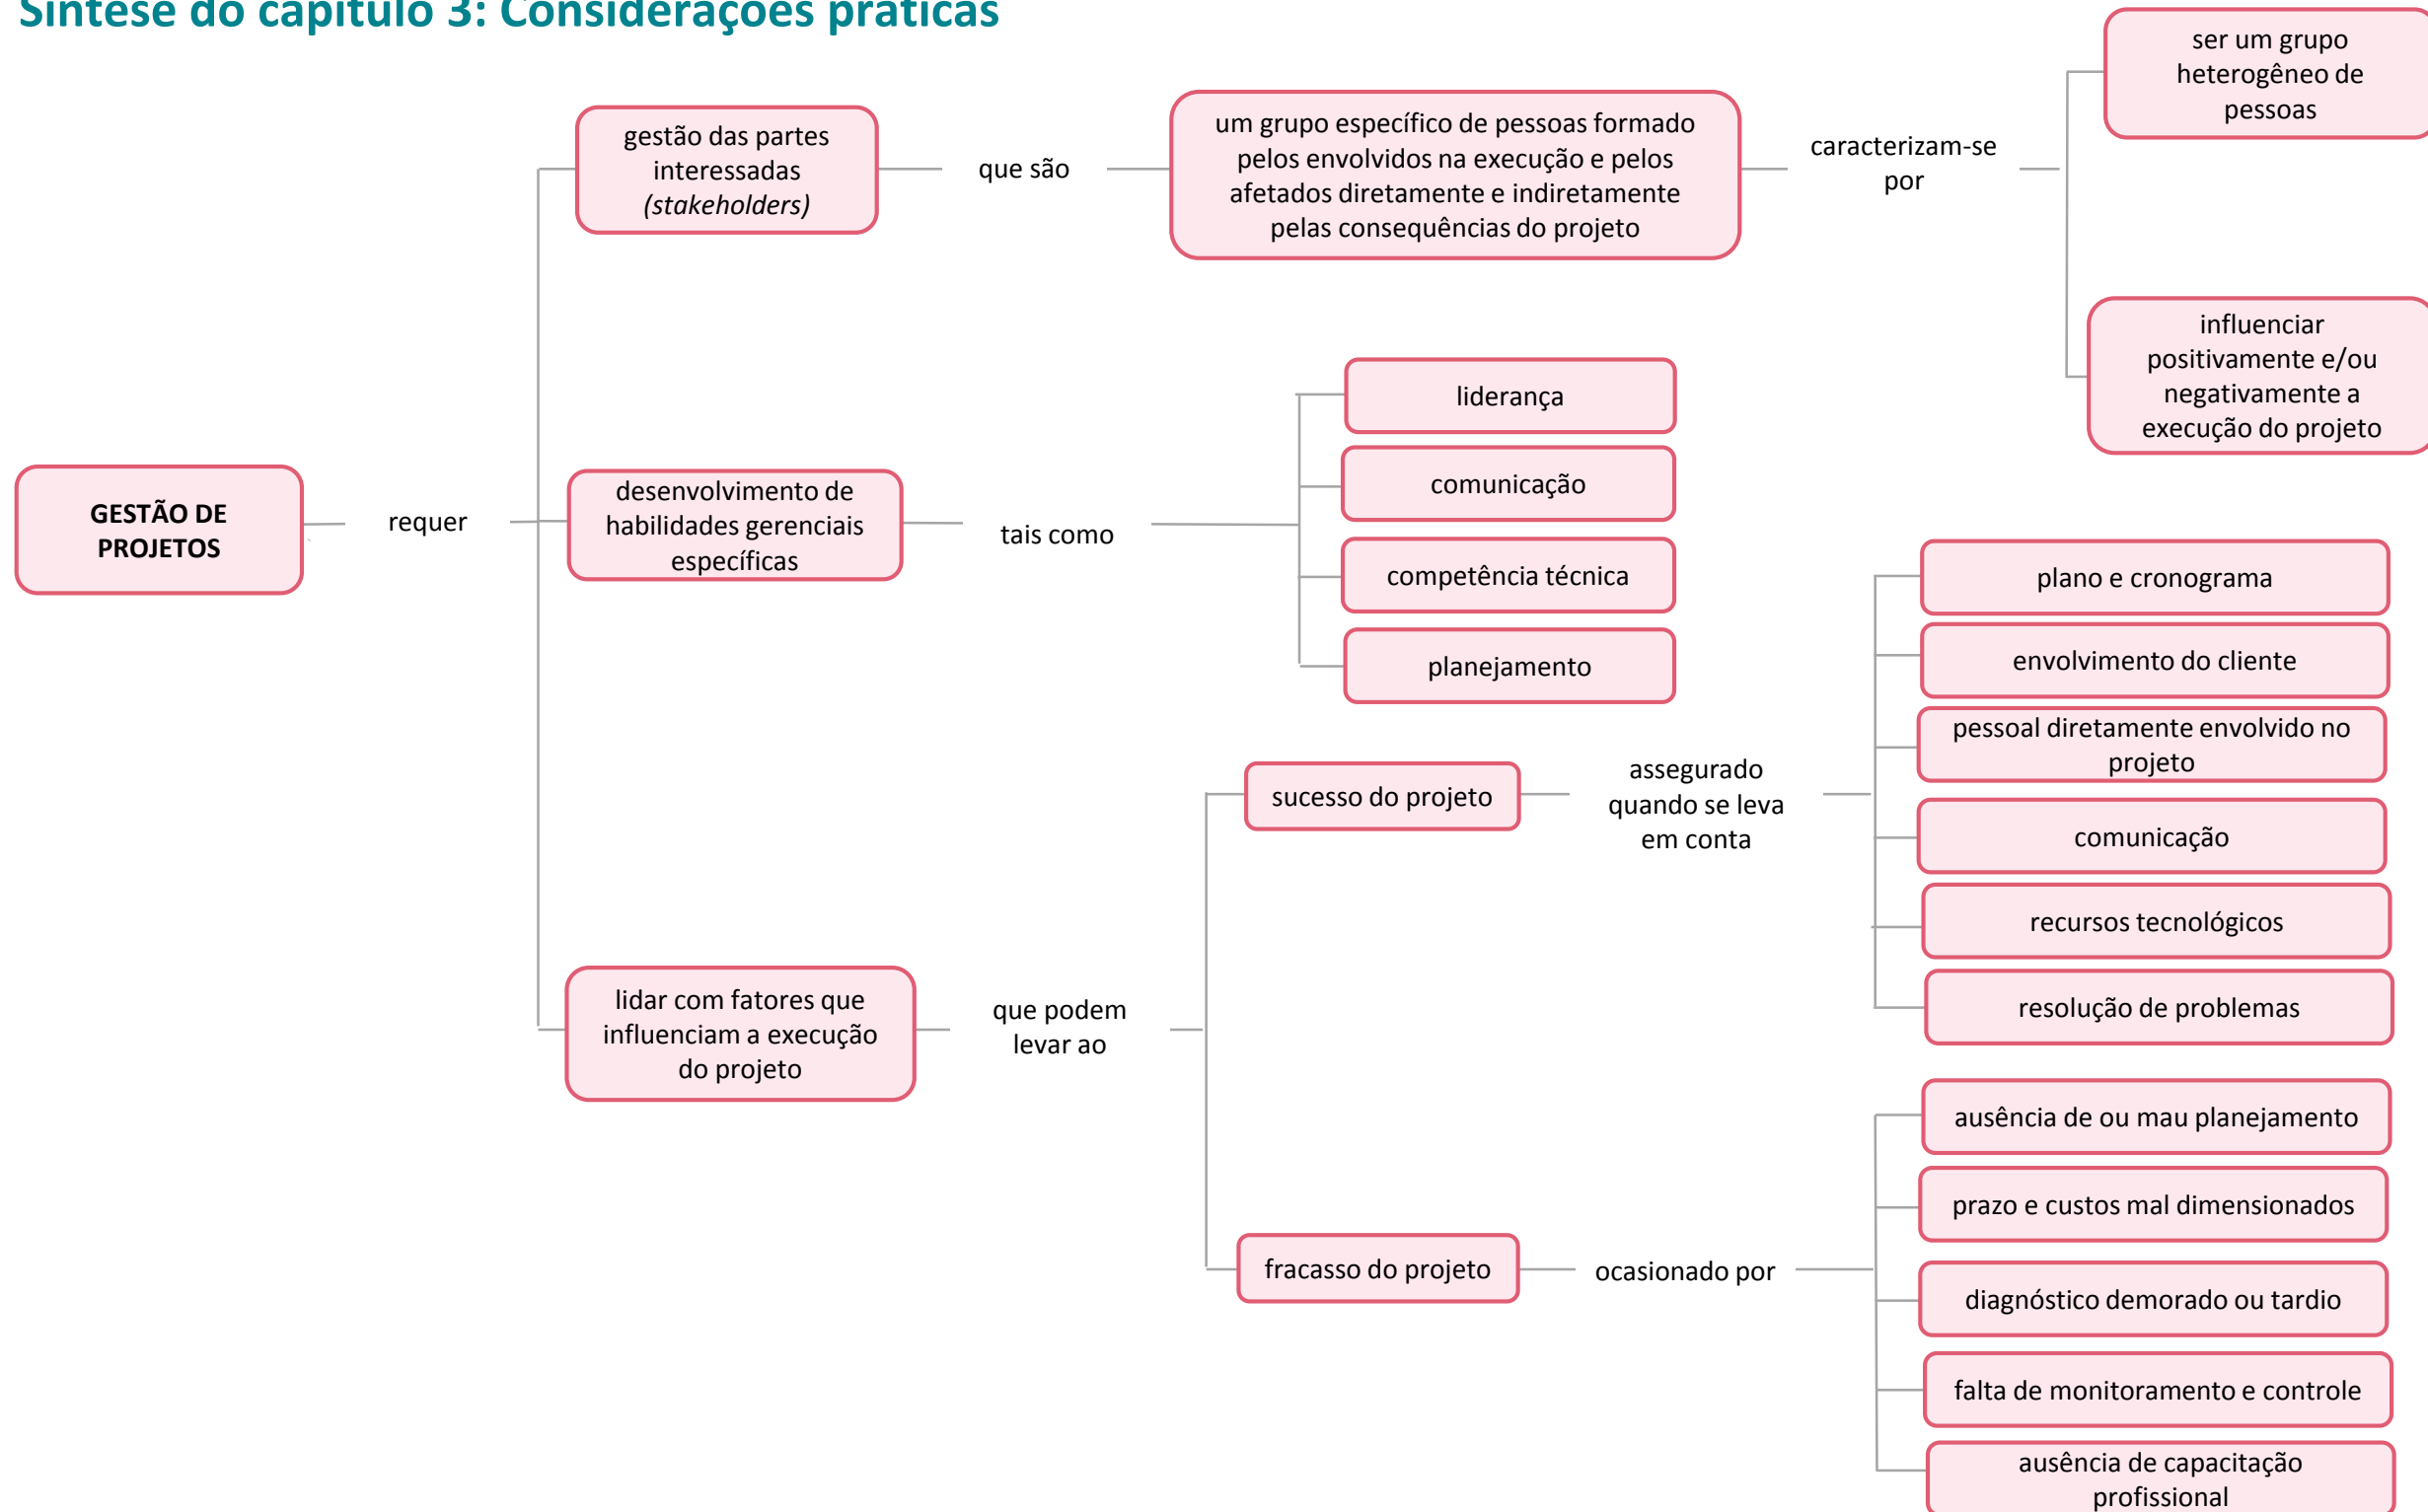 Síntese do capítulo 3: Considerações práticas
GESTÃO DE
PROJETOS
requer
gestão das partes
interessadas
(stakeholders)
que são
um grupo específico de pessoas formado
pelos envolvidos na execução e pelos
afetados diretamente e indiretamente
pelas consequências do projeto
caracterizam-se
por
ser um grupo
heterogêneo de
pessoas
influenciar
positivamente e/ou
negativamente a
execução do projeto
desenvolvimento de
habilidades gerenciais
específicas
tais como
liderança
comunicação
competência técnica
planejamento
lidar com fatores que
influenciam a execução
do projeto
que podem
levar ao
sucesso do projeto
assegurado
quando se leva
em conta
plano e cronograma
envolvimento do cliente
pessoal diretamente envolvido no
projeto
comunicação
recursos tecnológicos
resolução de problemas
fracasso do projeto
ocasionado por
ausência de ou mau planejamento
prazo e custos mal dimensionados
diagnóstico demorado ou tardio
falta de monitoramento e controle
ausência de capacitação
profissional